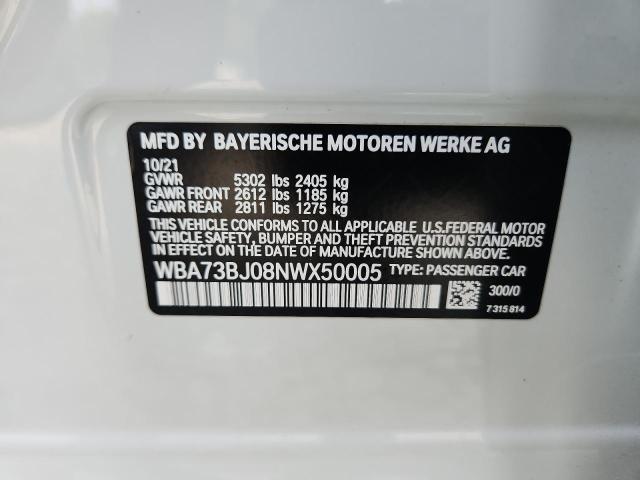 MFD BY BAYERISCHE MOTOREN WERKE AG
10/21
GVWR 5302 lbs 2405 kg
GAWR FRONT 2612 lbs 1185 kg
GAWR REAR 2811 lbs 1275 kg
THIS VEHICLE CONFORMS TO ALL APPLICABLE U.S.FEDERAL MOTOR
VEHICLE SAFETY, BUMPER, AND THEFT PREVENTION STANDARDS
IN EFFECT ON THE DATE OF MANUFACTURE SHOWN ABOVE.
WBA73BJ08NWX50005 TYPE: PASSENGER CAR
300/0
7315814